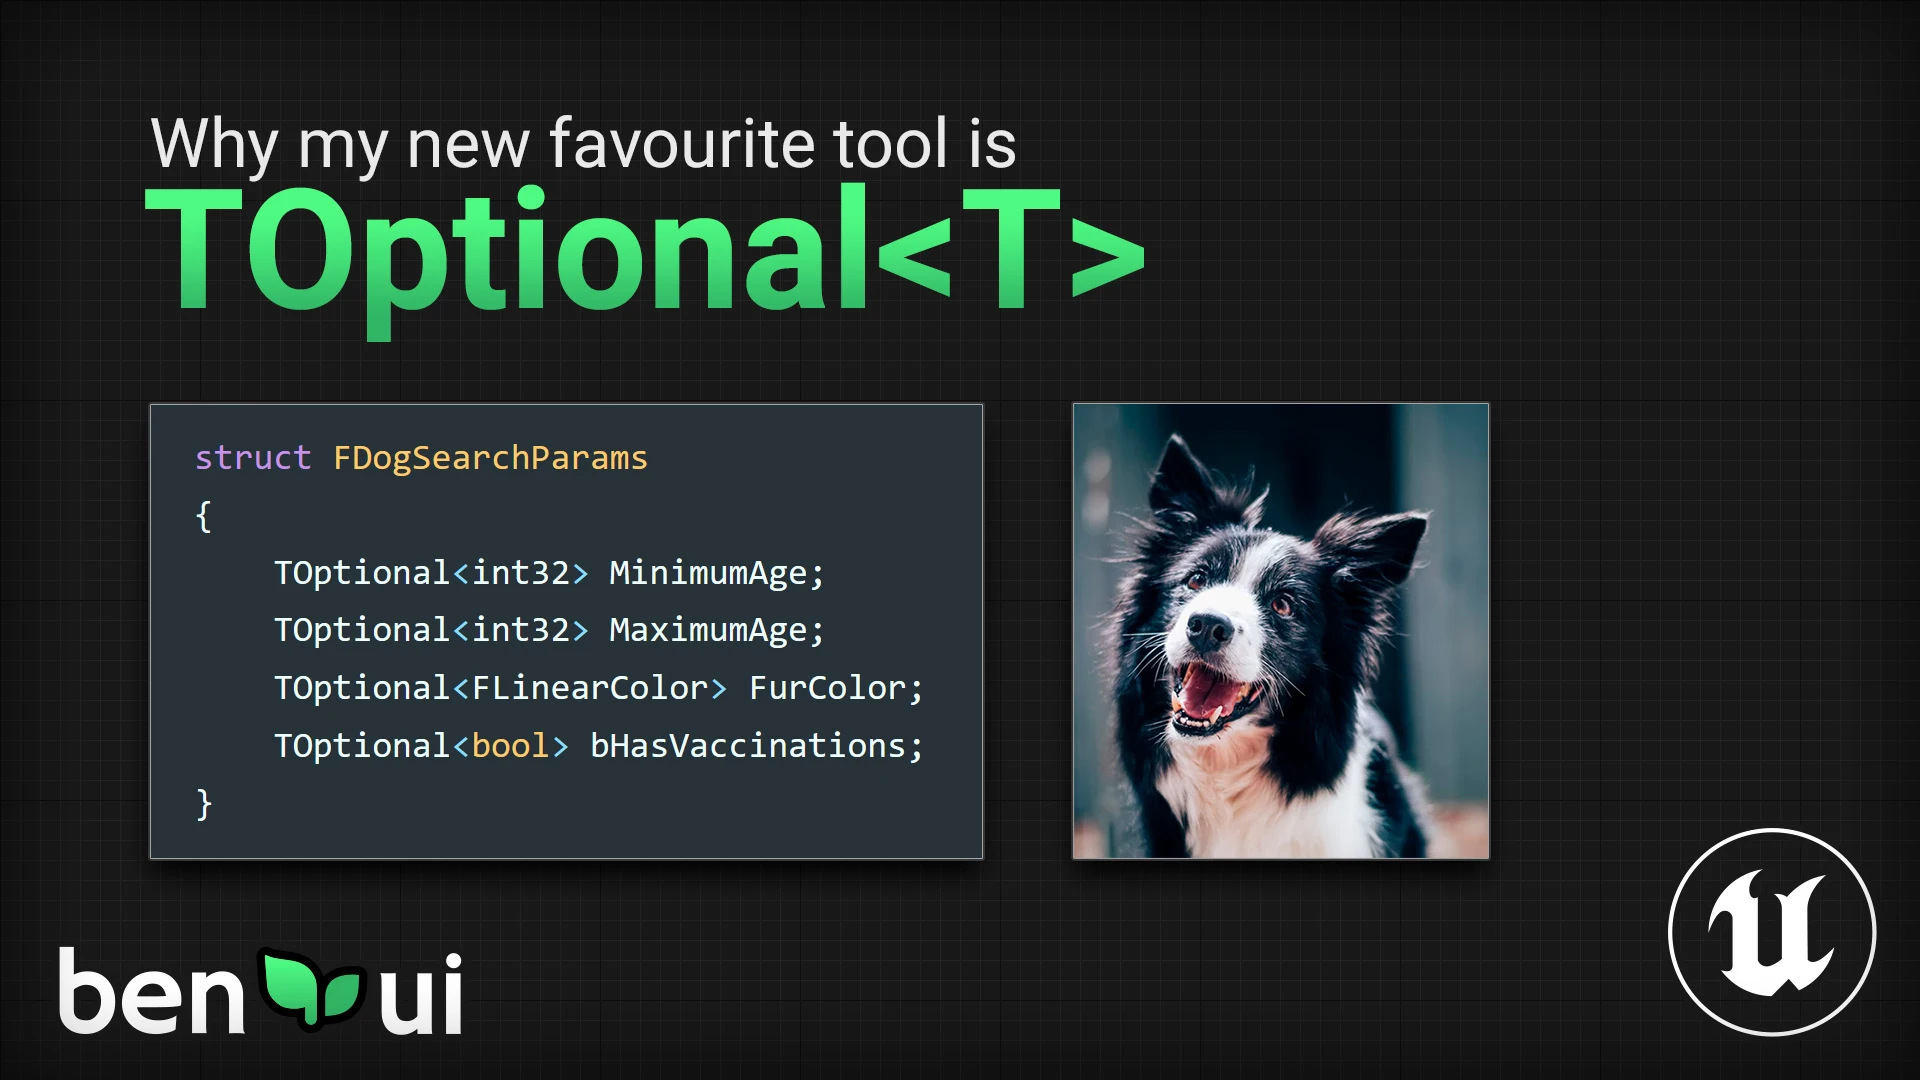 Why my new favourite tool is
TOptional<T>
struct FDogSearchParams
{
    TOptional<int32> MinimumAge;
    TOptional<int32> MaximumAge;
    TOptional<FLinearColor> FurColor;
    TOptional<bool> bHasVaccinations;
}
ben ui